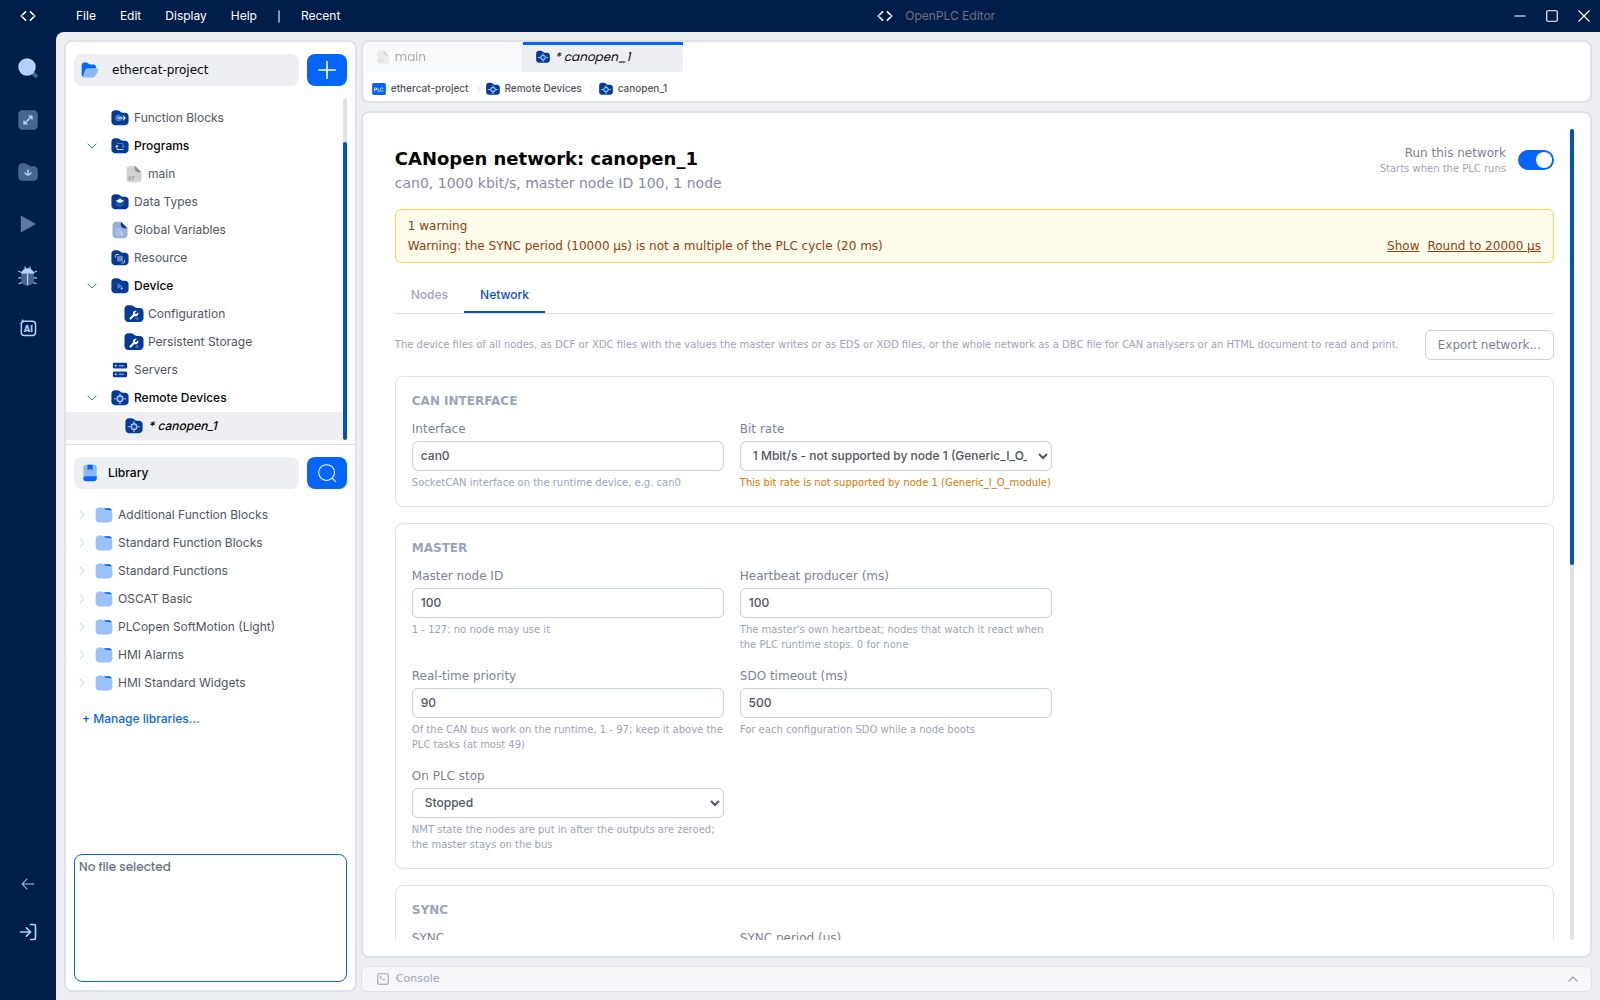 File Edit Display Help | Recent
OpenPLC Editor
ethercat-project
Function Blocks
Programs
main
Data Types
Global Variables
Resource
Device
Configuration
Persistent Storage
Servers
Remote Devices
* canopen_1
Library
Additional Function Blocks
Standard Function Blocks
Standard Functions
OSCAT Basic
PLCopen SoftMotion (Light)
HMI Alarms
HMI Standard Widgets
+ Manage libraries...
No file selected
main
* canopen_1
PLC ethercat-project Remote Devices canopen_1
CANopen network: canopen_1
can0, 1000 kbit/s, master node ID 100, 1 node
Run this network
Starts when the PLC runs
1 warning
Warning: the SYNC period (10000 µs) is not a multiple of the PLC cycle (20 ms)
Show Round to 20000 µs
Nodes Network
The device files of all nodes, as DCF or XDC files with the values the master writes or as EDS or XDD files, or the whole network as a DBC file for CAN analysers or an HTML document to read and print.
Export network...
CAN INTERFACE
Interface
can0
SocketCAN interface on the runtime device, e.g. can0
Bit rate
1 Mbit/s - not supported by node 1 (Generic_I_O_
This bit rate is not supported by node 1 (Generic_I_O_module)
MASTER
Master node ID
100
1 - 127; no node may use it
Heartbeat producer (ms)
100
The master's own heartbeat; nodes that watch it react when
the PLC runtime stops. 0 for none
Real-time priority
90
Of the CAN bus work on the runtime, 1 - 97; keep it above the
PLC tasks (at most 49)
SDO timeout (ms)
500
For each configuration SDO while a node boots
On PLC stop
Stopped
NMT state the nodes are put in after the outputs are zeroed;
the master stays on the bus
SYNC
SYNC
SYNC period (us)
Console
AI